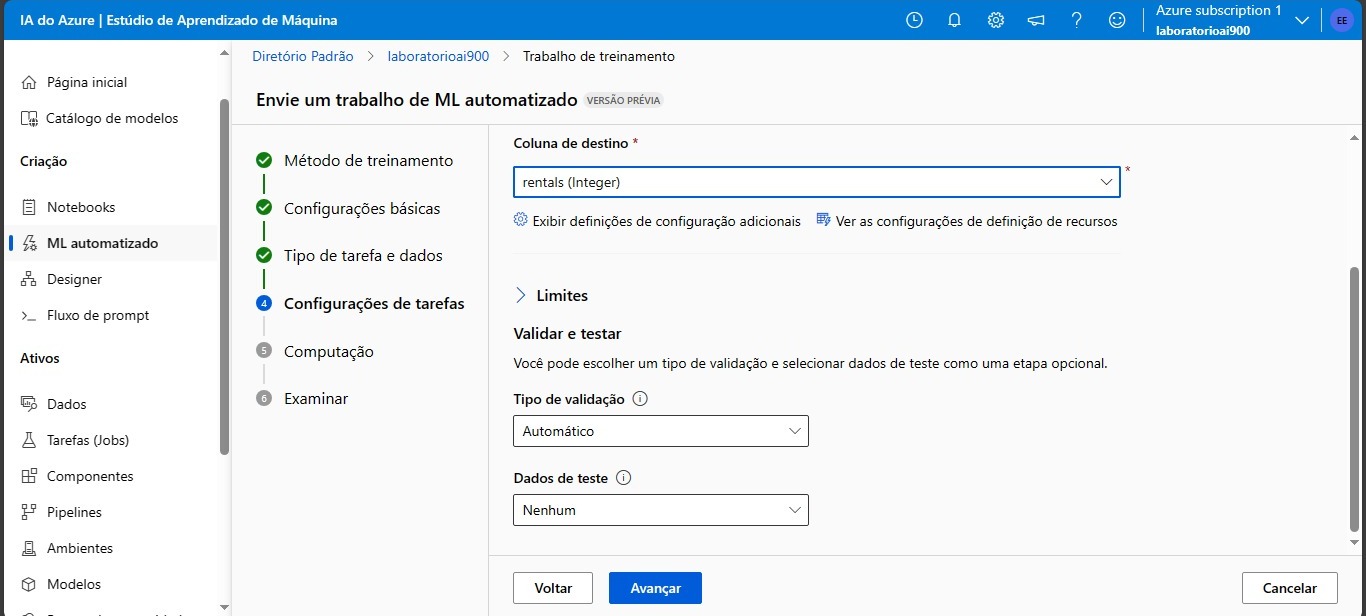 IA do Azure | Estúdio de Aprendizado de Máquina
Azure subscription 1
laboratorioai900
EE
Página inicial
Catálogo de modelos
Criação
Notebooks
ML automatizado
Designer
Fluxo de prompt
Ativos
Dados
Tarefas (Jobs)
Componentes
Pipelines
Ambientes
Modelos
Diretório Padrão > laboratorioai900 > Trabalho de treinamento
Envie um trabalho de ML automatizado VERSÃO PRÉVIA
Método de treinamento
Configurações básicas
Tipo de tarefa e dados
4 Configurações de tarefas
5 Computação
6 Examinar
Coluna de destino *
rentals (Integer) *
Exibir definições de configuração adicionais Ver as configurações de definição de recursos
Limites
Validar e testar
Você pode escolher um tipo de validação e selecionar dados de teste como uma etapa opcional.
Tipo de validação
Automático
Dados de teste
Nenhum
Voltar Avançar Cancelar